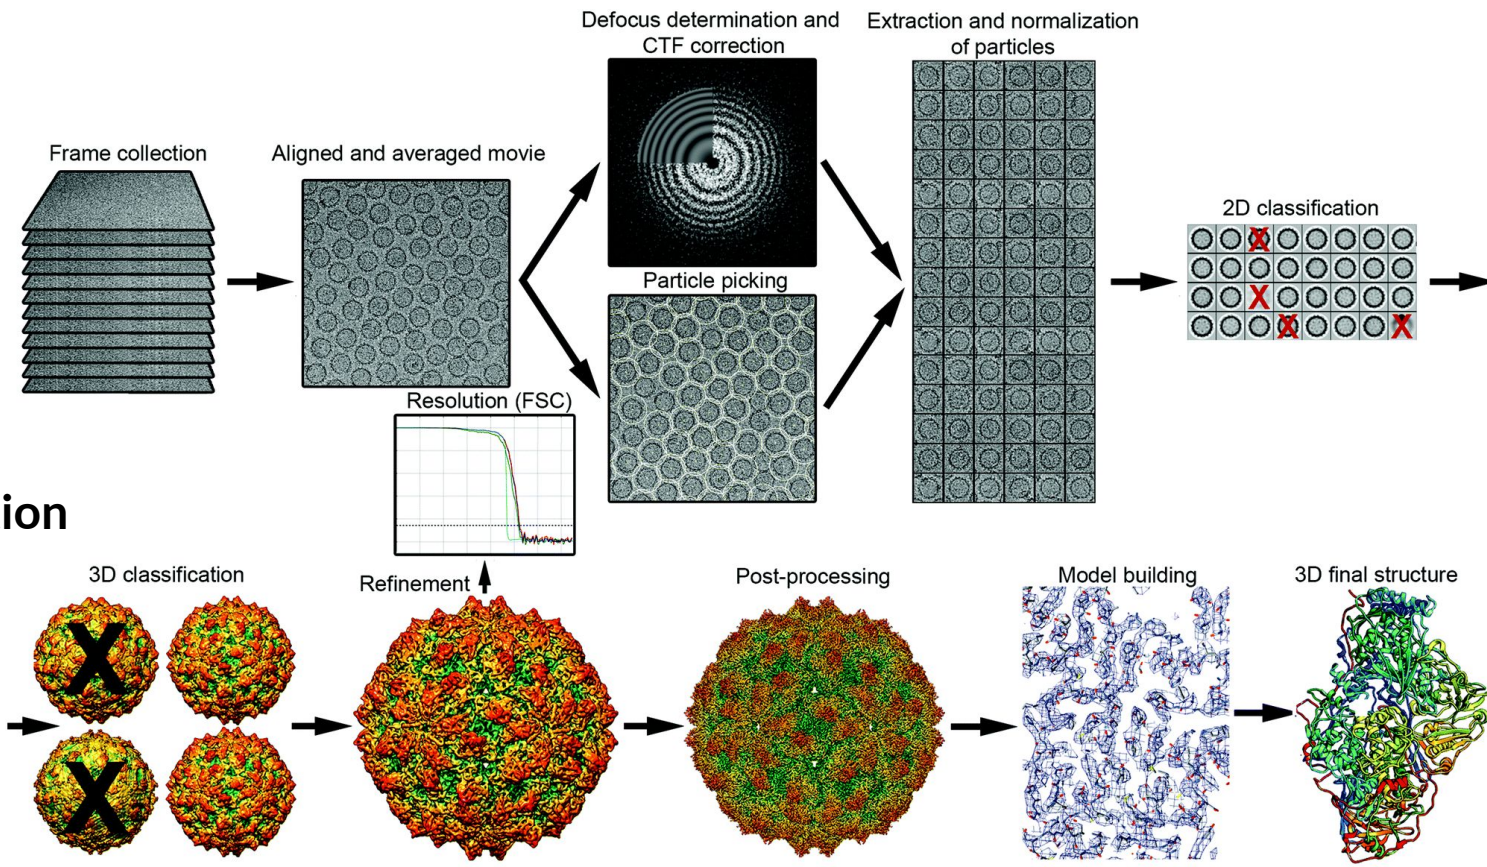 Defocus determination and
CTF correction
Extraction and normalization
of particles
Frame collection
Aligned and averaged movie
2D classification
X
X
X
X
Particle picking
Resolution (FSC)
ion
3D classification
Refinement
Post-processing
Model building
3D final structure
X
X